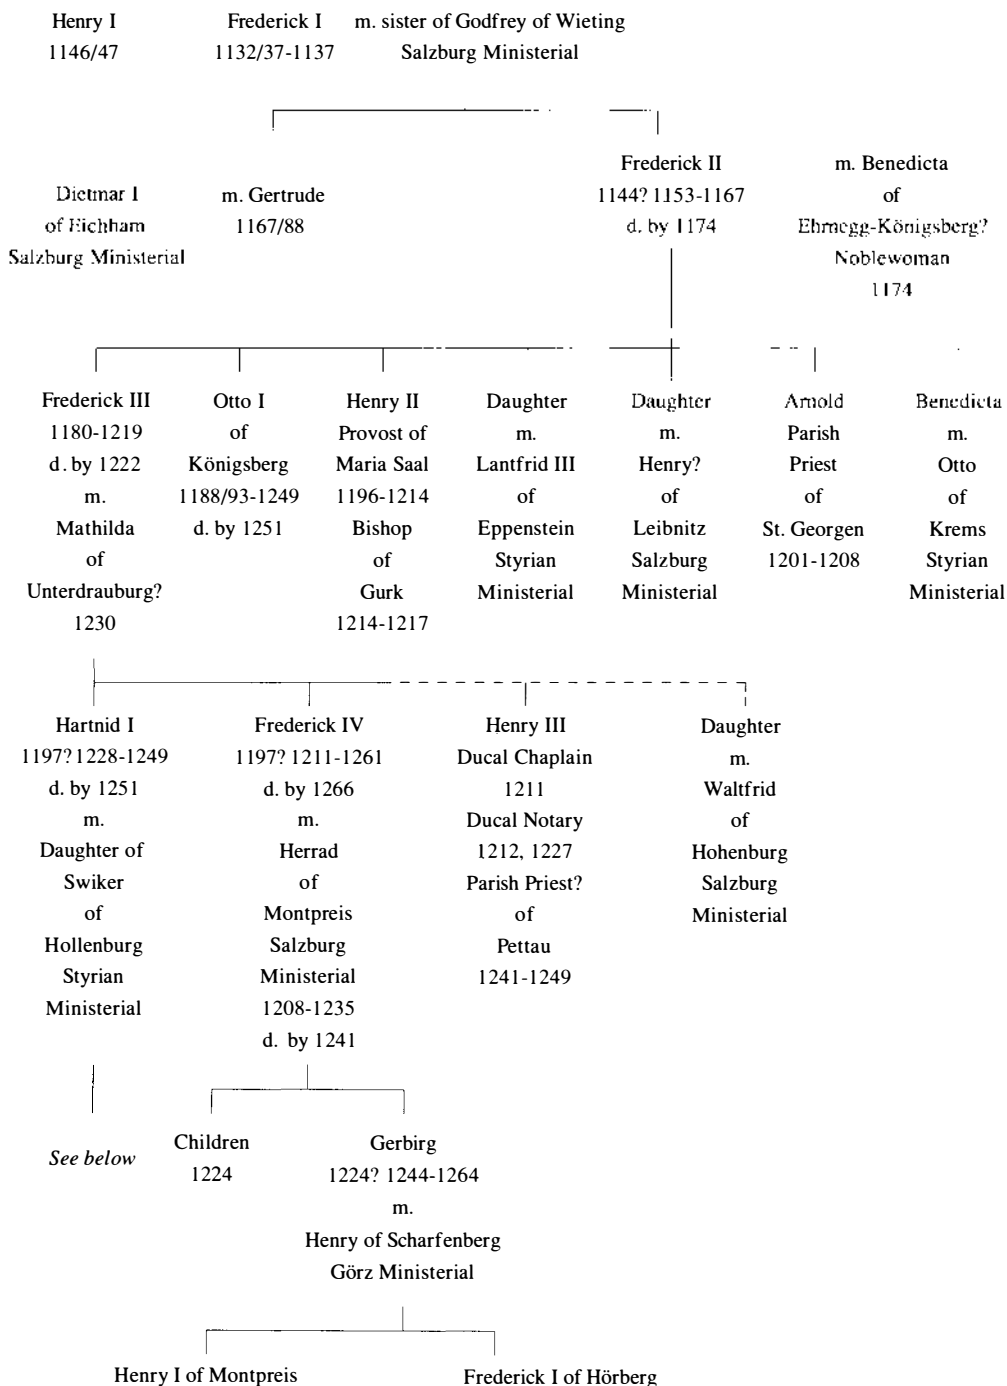 Henry I
1146/47
Frederick I
1132/37-1137
m. sister of Godfrey of Wieting
Salzburg Ministerial
Dietmar I
of Eichham
Salzburg Ministerial
m. Gertrude
1167/88
Frederick II
1144? 1153-1167
d. by 1174
m. Benedicta
of
Ehrnegg-Königsberg?
Noblewoman
1174
Frederick III
1180-1219
d. by 1222
m.
Mathilda
of
Unterdrauburg?
1230
Otto I
of
Königsberg
1188/93-1249
d. by 1251
Henry II
Provost of
Maria Saal
1196-1214
Bishop
of
Gurk
1214-1217
Daughter
m.
Lantfrid III
of
Eppenstein
Styrian
Ministerial
Daughter
m.
Henry?
of
Leibnitz
Salzburg
Ministerial
Arnold
Parish
Priest
of
St. Georgen
1201-1208
Benedicta
m.
Otto
of
Krems
Styrian
Ministerial
Hartnid I
1197? 1228-1249
d. by 1251
m.
Daughter of
Swiker
of
Hollenburg
Styrian
Ministerial
Frederick IV
1197? 1211-1261
d. by 1266
m.
Herrad
of
Montpreis
Salzburg
Ministerial
1208-1235
d. by 1241
Henry III
Ducal Chaplain
1211
Ducal Notary
1212, 1227
Parish Priest?
of
Pettau
1241-1249
Daughter
m.
Waltfrid
of
Hohenburg
Salzburg
Ministerial
See below
Children
1224
Gerbirg
1224? 1244-1264
m.
Henry of Scharfenberg
Görz Ministerial
Henry I of Montpreis
Frederick I of Hörberg